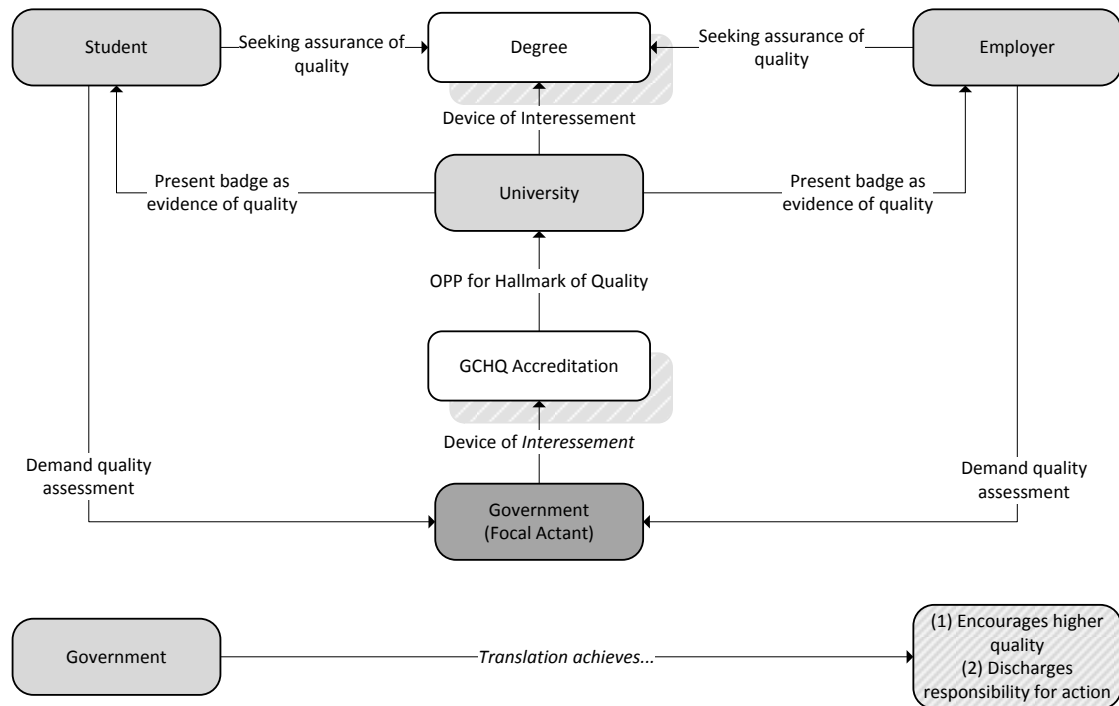 Student
Seeking assurance of
quality
Degree
Seeking assurance of
quality
Employer
Device of Interessement
Present badge as
evidence of quality
University
Present badge as
evidence of quality
OPP for Hallmark of Quality
GCHQ Accreditation
Device of Interessement
Demand quality
assessment
Demand quality
assessment
Government
(Focal Actant)
Government
Translation achieves...
(1) Encourages higher
quality
(2) Discharges
responsibility for action